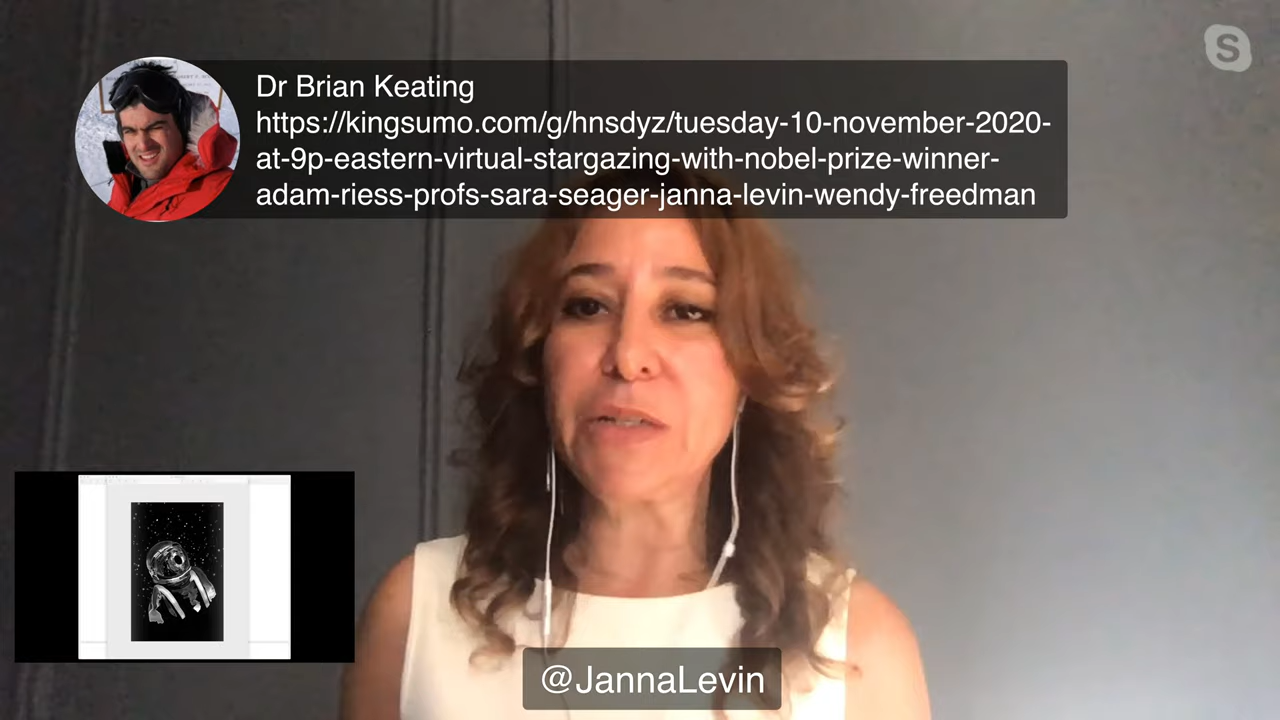 Dr Brian Keating
https://kingsumo.com/g/hnsdyz/tuesday-10-november-2020-
at-9p-eastern-virtual-stargazing-with-nobel-prize-winner-
adam-riess-profs-sara-seager-janna-levin-wendy-freedman
@JannaLevin